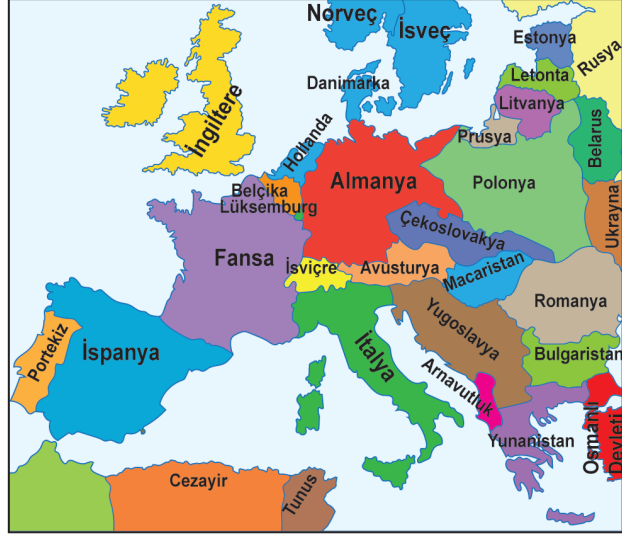 Norveç
İsveç
Estonya
Rusya
Letonta
Danimarka
Litvanya
İngiltere
Hollanda
Prusya
Belarus
Almanya
Polonya
Belçika
Lüksemburg
Ukrayna
Çekoslovakya
Fansa
İsviçre
Avusturya
Macaristan
Romanya
Yugoslavya
Portekiz
İspanya
İtalya
Bulgaristan
Arnavutluk
Yunanistan
Osmanlı
Devleti
Cezayir
Tunus